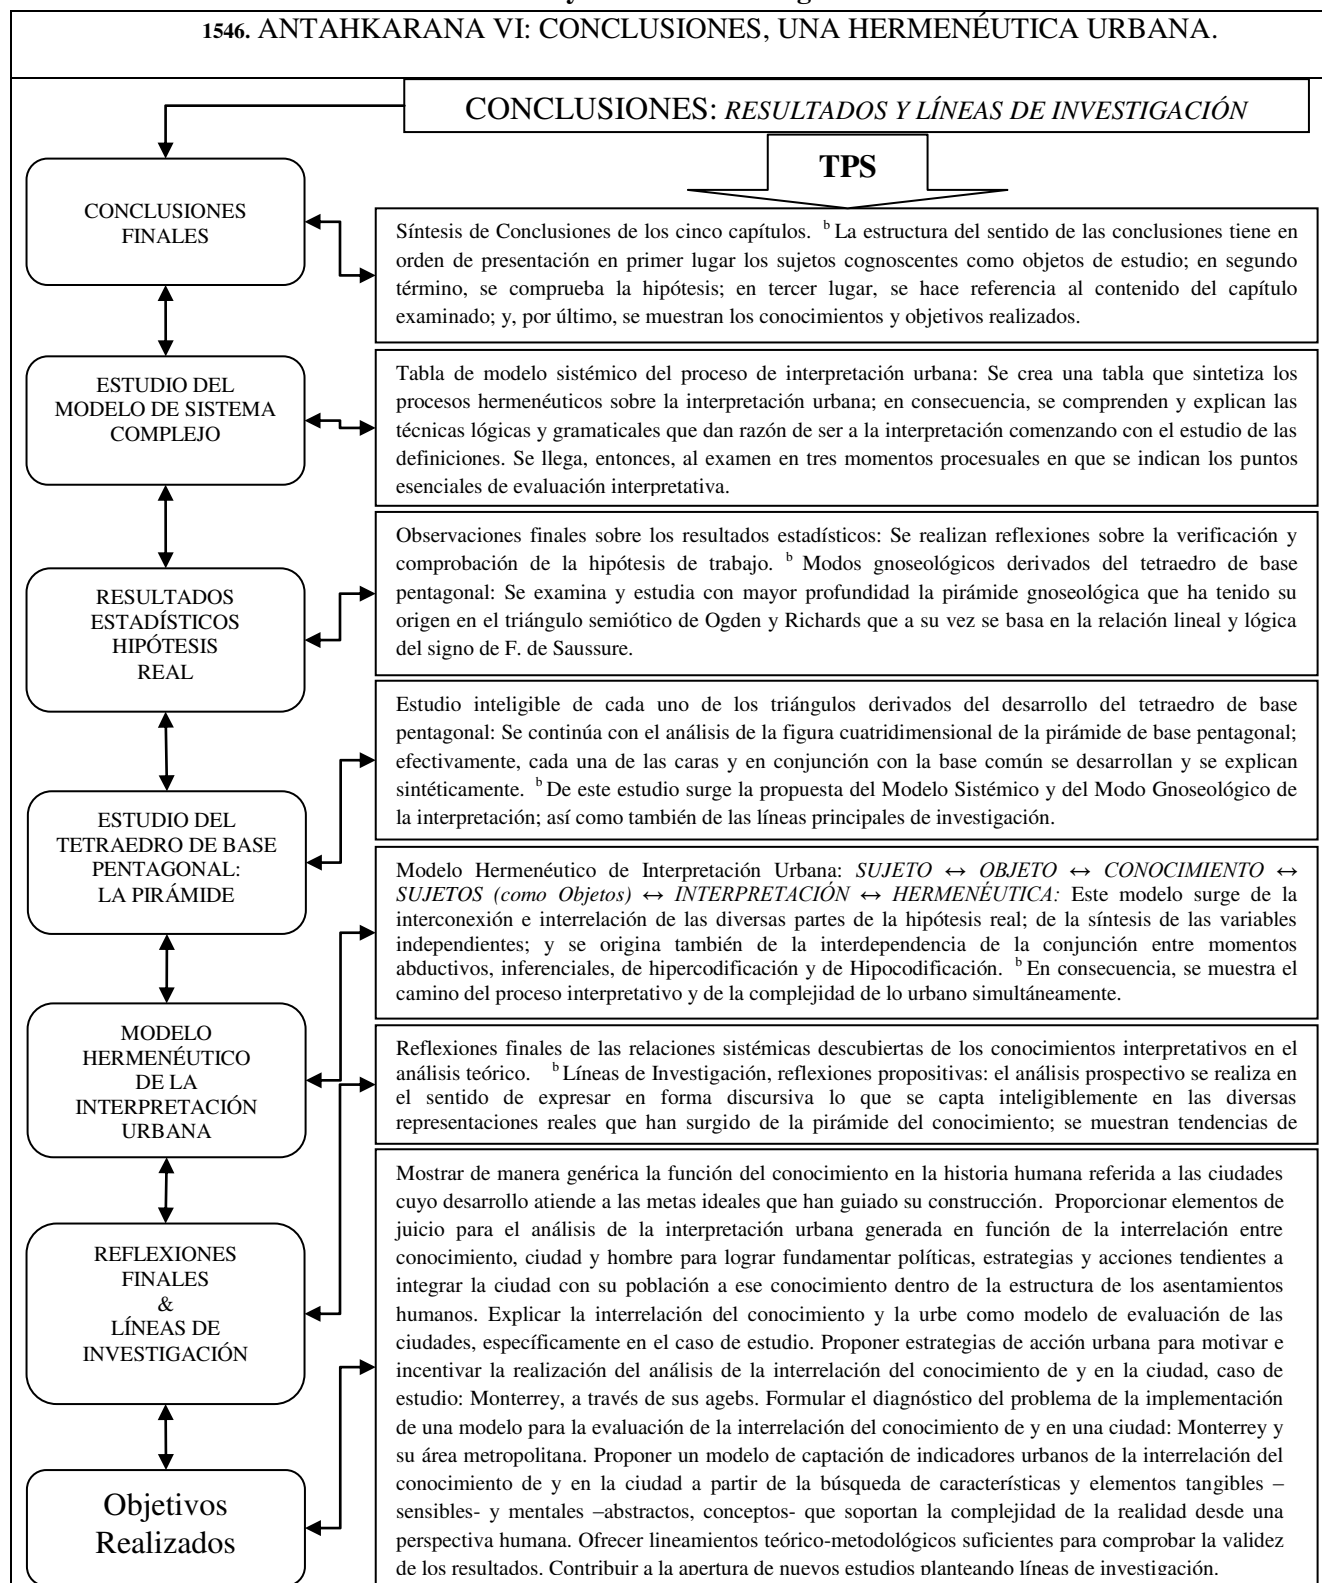 1546. ANTAHKARANA VI: CONCLUSIONES, UNA HERMENÉUTICA URBANA.
CONCLUSIONES: RESULTADOS Y LÍNEAS DE INVESTIGACIÓN
TPS
CONCLUSIONES
FINALES
Síntesis de Conclusiones de los cinco capítulos. b La estructura del sentido de las conclusiones tiene en
orden de presentación en primer lugar los sujetos cognoscentes como objetos de estudio; en segundo
término, se comprueba la hipótesis; en tercer lugar, se hace referencia al contenido del capítulo
examinado; y, por último, se muestran los conocimientos y objetivos realizados.
ESTUDIO DEL
MODELO DE SISTEMA
COMPLEJO
Tabla de modelo sistémico del proceso de interpretación urbana: Se crea una tabla que sintetiza los
procesos hermenéuticos sobre la interpretación urbana; en consecuencia, se comprenden y explican las
técnicas lógicas y gramaticales que dan razón de ser a la interpretación comenzando con el estudio de las
definiciones. Se llega, entonces, al examen en tres momentos procesuales en que se indican los puntos
esenciales de evaluación interpretativa.
RESULTADOS
ESTADÍSTICOS
HIPÓTESIS
REAL
Observaciones finales sobre los resultados estadísticos: Se realizan reflexiones sobre la verificación y
comprobación de la hipótesis de trabajo. b Modos gnoseológicos derivados del tetraedro de base
pentagonal: Se examina y estudia con mayor profundidad la pirámide gnoseológica que ha tenido su
origen en el triángulo semiótico de Ogden y Richards que a su vez se basa en la relación lineal y lógica
del signo de F. de Saussure.
ESTUDIO DEL
TETRAEDRO DE BASE
PENTAGONAL:
LA PIRÁMIDE
Estudio inteligible de cada uno de los triángulos derivados del desarrollo del tetraedro de base
pentagonal: Se continúa con el análisis de la figura cuatridimensional de la pirámide de base pentagonal;
efectivamente, cada una de las caras y en conjunción con la base común se desarrollan y se explican
sintéticamente. b De este estudio surge la propuesta del Modelo Sistémico y del Modo Gnoseológico de
la interpretación; así como también de las líneas principales de investigación.
MODELO
HERMENÉUTICO
DE LA
INTERPRETACIÓN
URBANA
Modelo Hermenéutico de Interpretación Urbana: SUJETO ↔ OBJETO ↔ CONOCIMIENTO ↔
SUJETOS (como Objetos) ↔ INTERPRETACIÓN ↔ HERMENÉUTICA: Este modelo surge de la
interconexión e interrelación de las diversas partes de la hipótesis real; de la síntesis de las variables
independientes; y se origina también de la interdependencia de la conjunción entre momentos
abductivos, inferenciales, de hipercodificación y de Hipocodificación. b En consecuencia, se muestra el
camino del proceso interpretativo y de la complejidad de lo urbano simultáneamente.
REFLEXIONES
FINALES
&
LÍNEAS DE
INVESTIGACIÓN
Reflexiones finales de las relaciones sistémicas descubiertas de los conocimientos interpretativos en el
análisis teórico. b Líneas de Investigación, reflexiones propositivas: el análisis prospectivo se realiza en
el sentido de expresar en forma discursiva lo que se capta inteligiblemente en las diversas
representaciones reales que han surgido de la pirámide del conocimiento; se muestran tendencias de
Objetivos
Realizados
Mostrar de manera genérica la función del conocimiento en la historia humana referida a las ciudades
cuyo desarrollo atiende a las metas ideales que han guiado su construcción. Proporcionar elementos de
juicio para el análisis de la interpretación urbana generada en función de la interrelación entre
conocimiento, ciudad y hombre para lograr fundamentar políticas, estrategias y acciones tendientes a
integrar la ciudad con su población a ese conocimiento dentro de la estructura de los asentamientos
humanos. Explicar la interrelación del conocimiento y la urbe como modelo de evaluación de las
ciudades, específicamente en el caso de estudio. Proponer estrategias de acción urbana para motivar e
incentivar la realización del análisis de la interrelación del conocimiento de y en la ciudad, caso de
estudio: Monterrey, a través de sus agebs. Formular el diagnóstico del problema de la implementación
de una modelo para la evaluación de la interrelación del conocimiento de y en una ciudad: Monterrey y
su área metropolitana. Proponer un modelo de captación de indicadores urbanos de la interrelación del
conocimiento de y en la ciudad a partir de la búsqueda de características y elementos tangibles –
sensibles- y mentales –abstractos, conceptos- que soportan la complejidad de la realidad desde una
perspectiva humana. Ofrecer lineamientos teórico-metodológicos suficientes para comprobar la validez
de los resultados. Contribuir a la apertura de nuevos estudios planteando líneas de investigación.